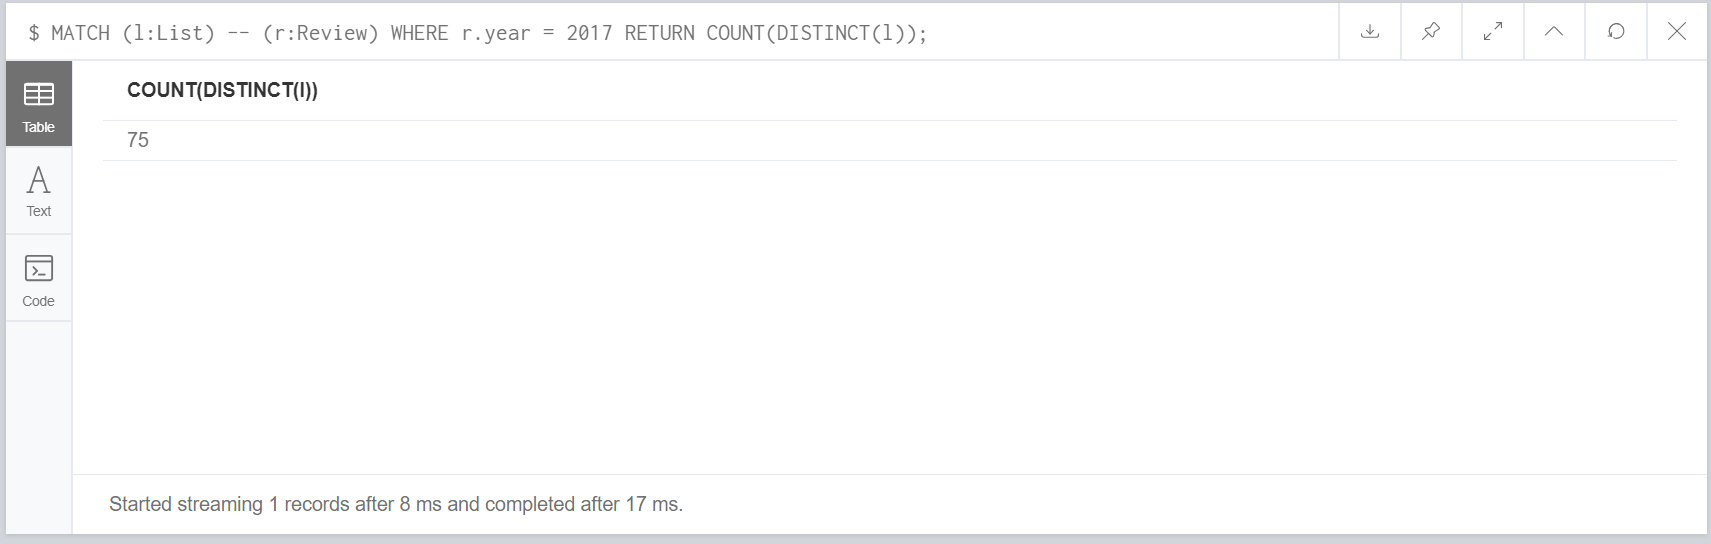 $ MATCH (l:List) -- (r:Review) WHERE r.year = 2017 RETURN COUNT(DISTINCT(l));
COUNT(DISTINCT(l))
Table
75
Text
Code
Started streaming 1 records after 8 ms and completed after 17 ms.